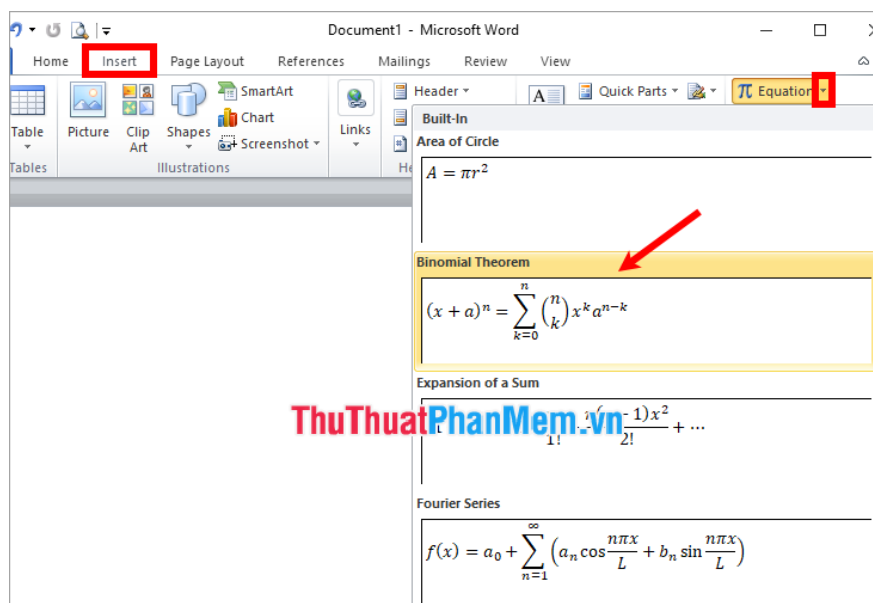 Document1 - Microsoft Word
Home Insert Page Layout References Mailings Review View
Table Picture Clip Art Shapes SmartArt Chart Screenshot Links Header Quick Parts π Equation
Tables Illustrations
Built-In
Area of Circle
A = πr²
Binomial Theorem
(x + a)ⁿ = ∑ₖ₌₀ⁿ (n k) xᵏaⁿ⁻ᵏ
Expansion of a Sum
1! − 1)x² 2! + ⋯
ThuThuatPhanMem.vn
Fourier Series
f(x) = a₀ + ∑ₙ₌₁^∞ (aₙ cos nπx/L + bₙ sin nπx/L)